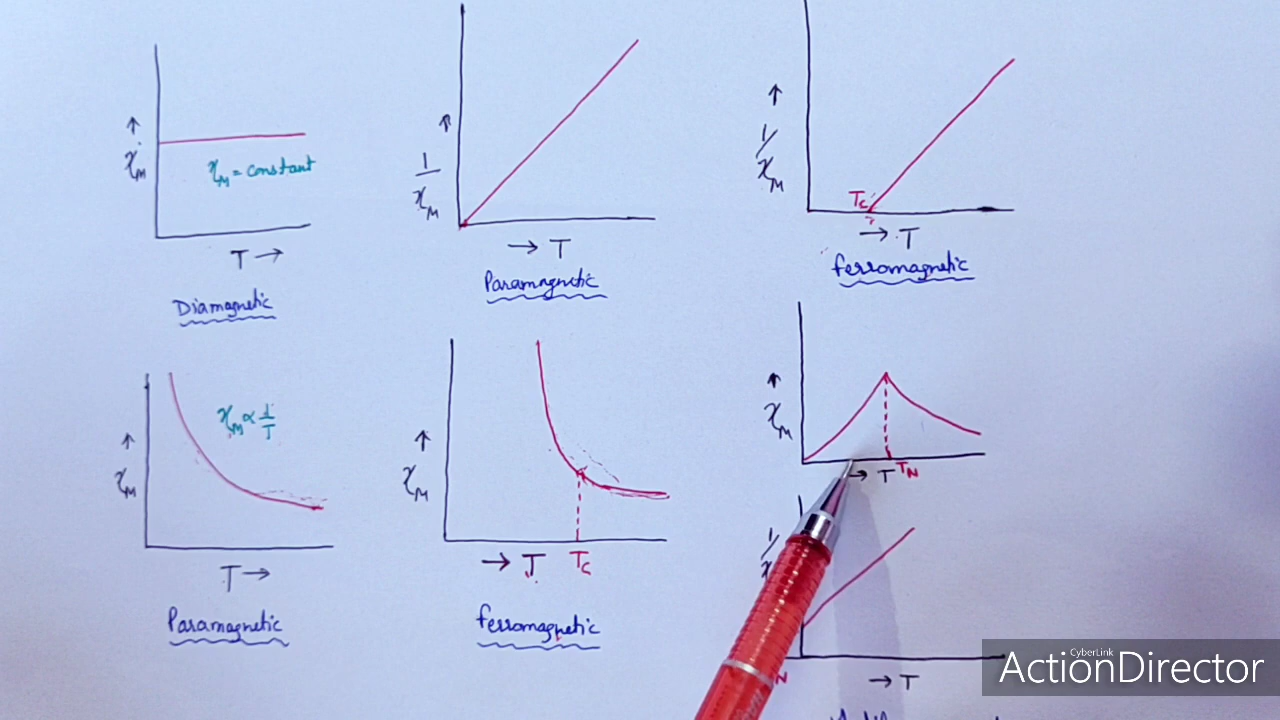 ↑
χM
χM = constant
T →
Diamagnetic
↑
1/χM
→ T
Paramagnetic
↑
1/χM
Tc
→ T
ferromagnetic
↑
χM
χM ∝ 1/T
T →
Paramagnetic
↑
χM
→ T
Tc
ferromagnetic
↑
χM
→ T
TN
1/χ
N
→ T
CyberLink
ActionDirector